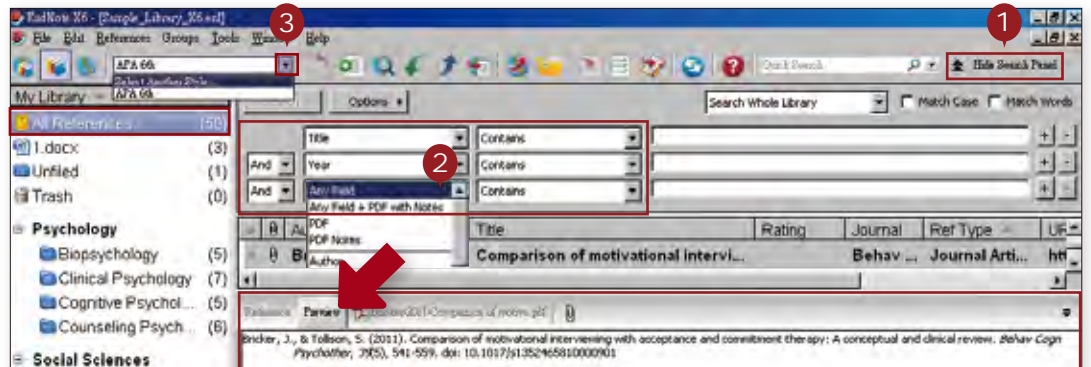 EndNote X6 - [Sample_Library_X6.enl]
3
1
File Edit References Groups Tools Window Help
APA 6th
Quick Search
Hide Search Panel
Select Another Style...
My Library
APA 6th
Options
Search Whole Library
Match Case
Match Words
All References... (50)
Title Contains + -
1.docx (3)
And Year Contains + -
2
Unfiled (1)
And Any Field Contains + -
Trash (0)
Any Field + PDF with Notes
PDF
PDF Notes
Author
Psychology
Title Rating Journal Ref Type
Biopsychology (5)
Comparison of motivational intervi... Behav ... Journal Arti...
Clinical Psychology (7)
Cognitive Psychol... (5)
Reference Preview
Counseling Psych... (6)
Bricker, J., & Tollison, S. (2011). Comparison of motivational interviewing with acceptance and commitment therapy: A conceptual and clinical review. Behav Cogn
Psychother, 39(5), 541-559. doi: 10.1017/s1352465810000901
Social Sciences